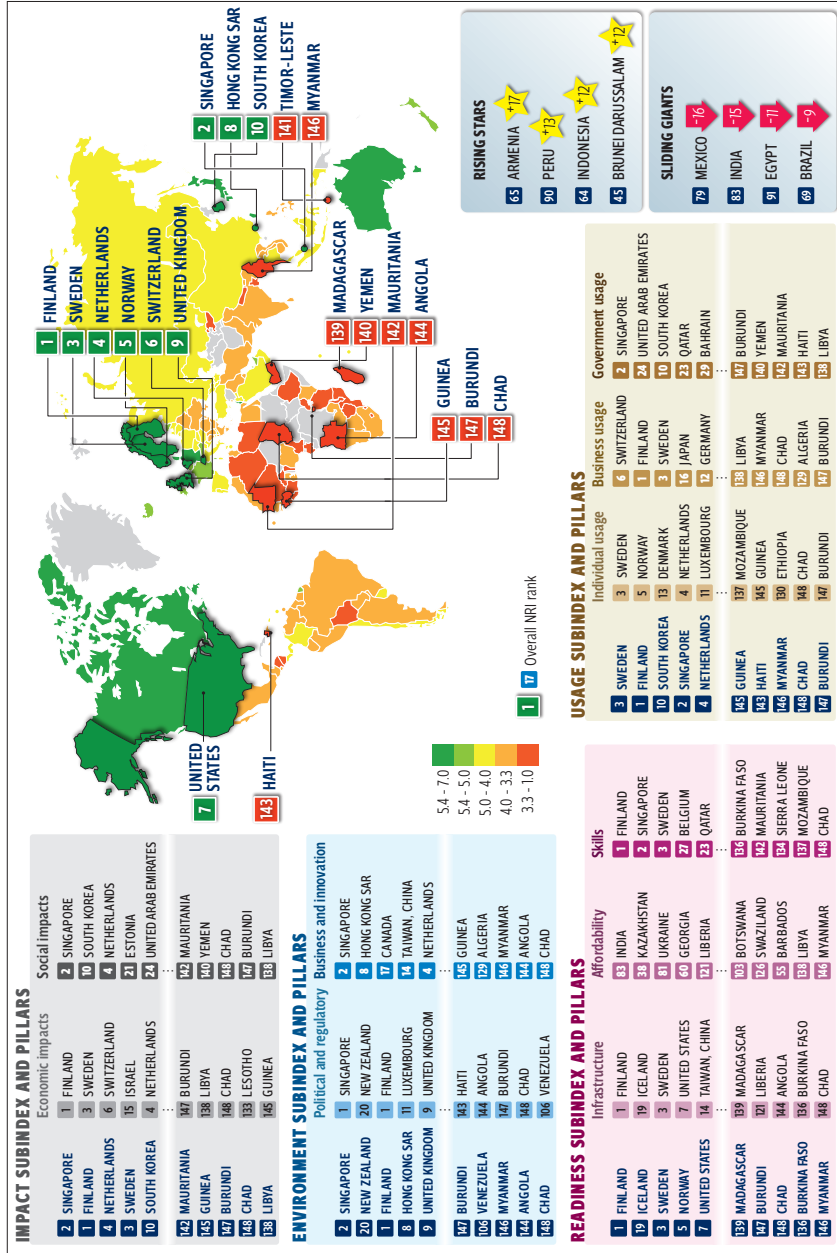 IMPACT SUBINDEX AND PILLARS
Economic impacts
Social impacts
2 SINGAPORE 1 FINLAND 2 SINGAPORE
1 FINLAND 3 SWEDEN 10 SOUTH KOREA
4 NETHERLANDS 6 SWITZERLAND 4 NETHERLANDS
3 SWEDEN 15 ISRAEL 21 ESTONIA
10 SOUTH KOREA 4 NETHERLANDS 24 UNITED ARAB EMIRATES
142 MAURITANIA 147 BURUNDI 142 MAURITANIA
145 GUINEA 138 LIBYA 140 YEMEN
147 BURUNDI 148 CHAD 148 CHAD
148 CHAD 133 LESOTHO 147 BURUNDI
138 LIBYA 145 GUINEA 138 LIBYA
ENVIRONMENT SUBINDEX AND PILLARS
Political and regulatory
Business and innovation
2 SINGAPORE 1 SINGAPORE 2 SINGAPORE
20 NEW ZEALAND 20 NEW ZEALAND 8 HONG KONG SAR
1 FINLAND 1 FINLAND 17 CANADA
8 HONG KONG SAR 11 LUXEMBOURG 14 TAIWAN, CHINA
9 UNITED KINGDOM 9 UNITED KINGDOM 4 NETHERLANDS
147 BURUNDI 143 HAITI 145 GUINEA
106 VENEZUELA 144 ANGOLA 129 ALGERIA
146 MYANMAR 147 BURUNDI 146 MYANMAR
144 ANGOLA 148 CHAD 144 ANGOLA
148 CHAD 106 VENEZUELA 148 CHAD
READINESS SUBINDEX AND PILLARS
Infrastructure
Affordability
Skills
1 FINLAND 1 FINLAND 83 INDIA 1 FINLAND
19 ICELAND 19 ICELAND 38 KAZAKHSTAN 2 SINGAPORE
3 SWEDEN 3 SWEDEN 81 UKRAINE 3 SWEDEN
5 NORWAY 7 UNITED STATES 60 GEORGIA 27 BELGIUM
7 UNITED STATES 14 TAIWAN, CHINA 121 LIBERIA 23 QATAR
139 MADAGASCAR 139 MADAGASCAR 103 BOTSWANA 136 BURKINA FASO
147 BURUNDI 121 LIBERIA 126 SWAZILAND 142 MAURITANIA
148 CHAD 144 ANGOLA 55 BARBADOS 134 SIERRA LEONE
136 BURKINA FASO 136 BURKINA FASO 138 LIBYA 137 MOZAMBIQUE
146 MYANMAR 148 CHAD 146 MYANMAR 148 CHAD
7 UNITED
STATES
143 HAITI
5.4 - 7.0
5.4 - 5.0
5.0 - 4.0
4.0 - 3.3
3.3 - 1.0
1 17 Overall NRI rank
1 FINLAND
3 SWEDEN
4 NETHERLANDS
5 NORWAY
6 SWITZERLAND
9 UNITED KINGDOM
2 SINGAPORE
8 HONG KONG SAR
10 SOUTH KOREA
141 TIMOR-LESTE
146 MYANMAR
139 MADAGASCAR
140 YEMEN
142 MAURITANIA
144 ANGOLA
145 GUINEA
147 BURUNDI
148 CHAD
USAGE SUBINDEX AND PILLARS
Individual usage
Business usage
Government usage
3 SWEDEN 3 SWEDEN 6 SWITZERLAND 2 SINGAPORE
1 FINLAND 5 NORWAY 1 FINLAND 24 UNITED ARAB EMIRATES
10 SOUTH KOREA 13 DENMARK 3 SWEDEN 10 SOUTH KOREA
2 SINGAPORE 4 NETHERLANDS 16 JAPAN 23 QATAR
4 NETHERLANDS 11 LUXEMBOURG 12 GERMANY 29 BAHRAIN
145 GUINEA 137 MOZAMBIQUE 138 LIBYA 147 BURUNDI
143 HAITI 145 GUINEA 146 MYANMAR 140 YEMEN
146 MYANMAR 130 ETHIOPIA 148 CHAD 142 MAURITANIA
148 CHAD 148 CHAD 129 ALGERIA 143 HAITI
147 BURUNDI 147 BURUNDI 147 BURUNDI 138 LIBYA
RISING STARS
65 ARMENIA +17
90 PERU +13
64 INDONESIA +12
45 BRUNEI DARUSSALAM +12
SLIDING GIANTS
79 MEXICO -16
83 INDIA -15
91 EGYPT -11
69 BRAZIL -9